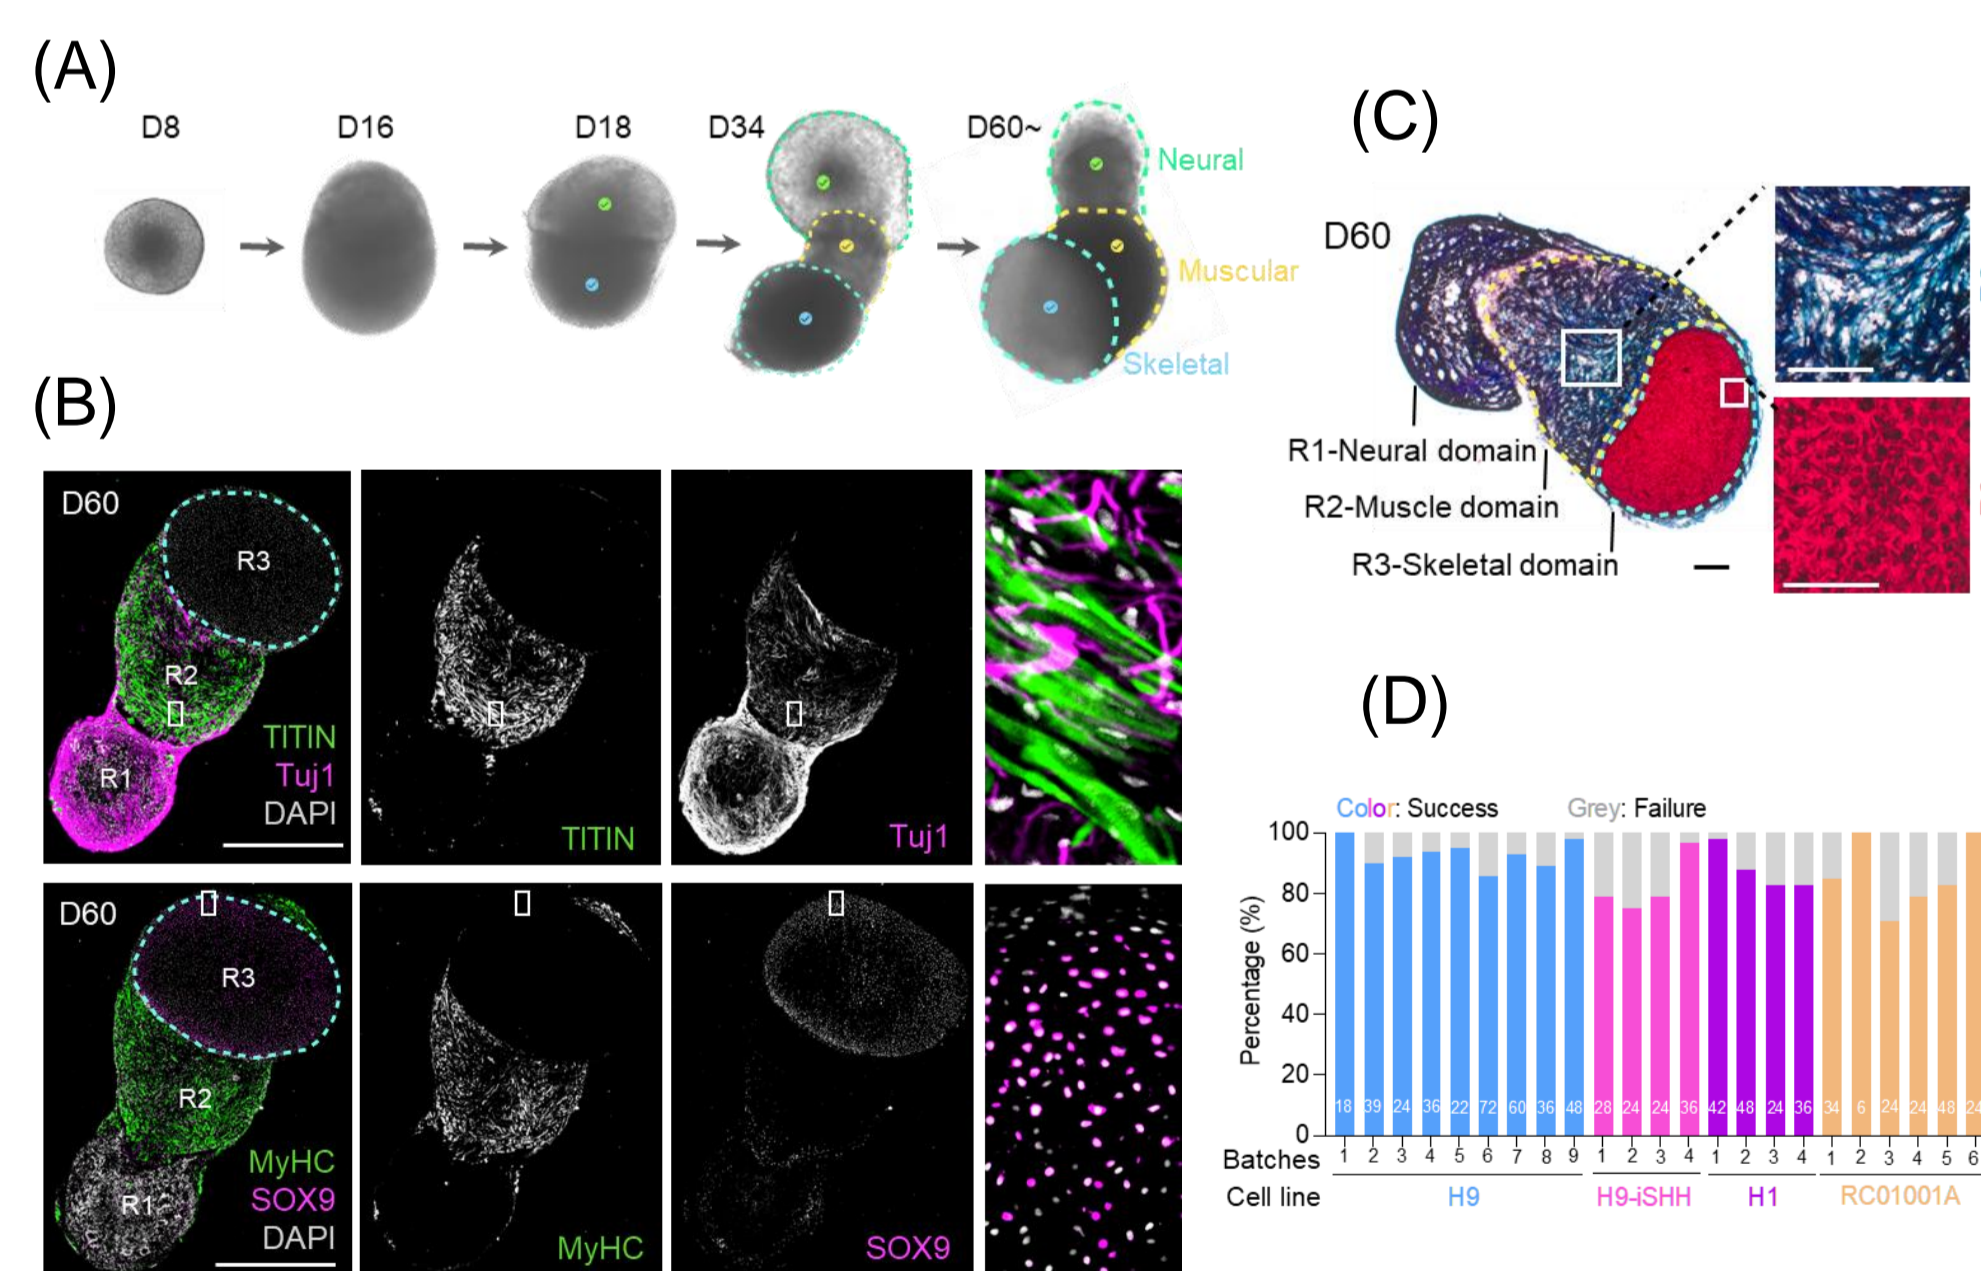 (A)
D8
D16
D18
D34
D60~
Neural
Muscular
Skeletal
(B)
D60
R3
R2
R1
TITIN
Tuj1
DAPI
TITIN
Tuj1
D60
R3
R2
R1
MyHC
SOX9
DAPI
MyHC
SOX9
(C)
D60
R1-Neural domain
R2-Muscle domain
R3-Skeletal domain
(D)
Color: Success
Grey: Failure
Percentage (%)
100
80
60
40
20
0
18 39 24 36 22 72 60 36 48 28 24 24 36 42 48 24 36 34 6 24 24 48 24
Batches 1 2 3 4 5 6 7 8 9 1 2 3 4 1 2 3 4 1 2 3 4 5 6
Cell line H9 H9-iSHH H1 RC01001A